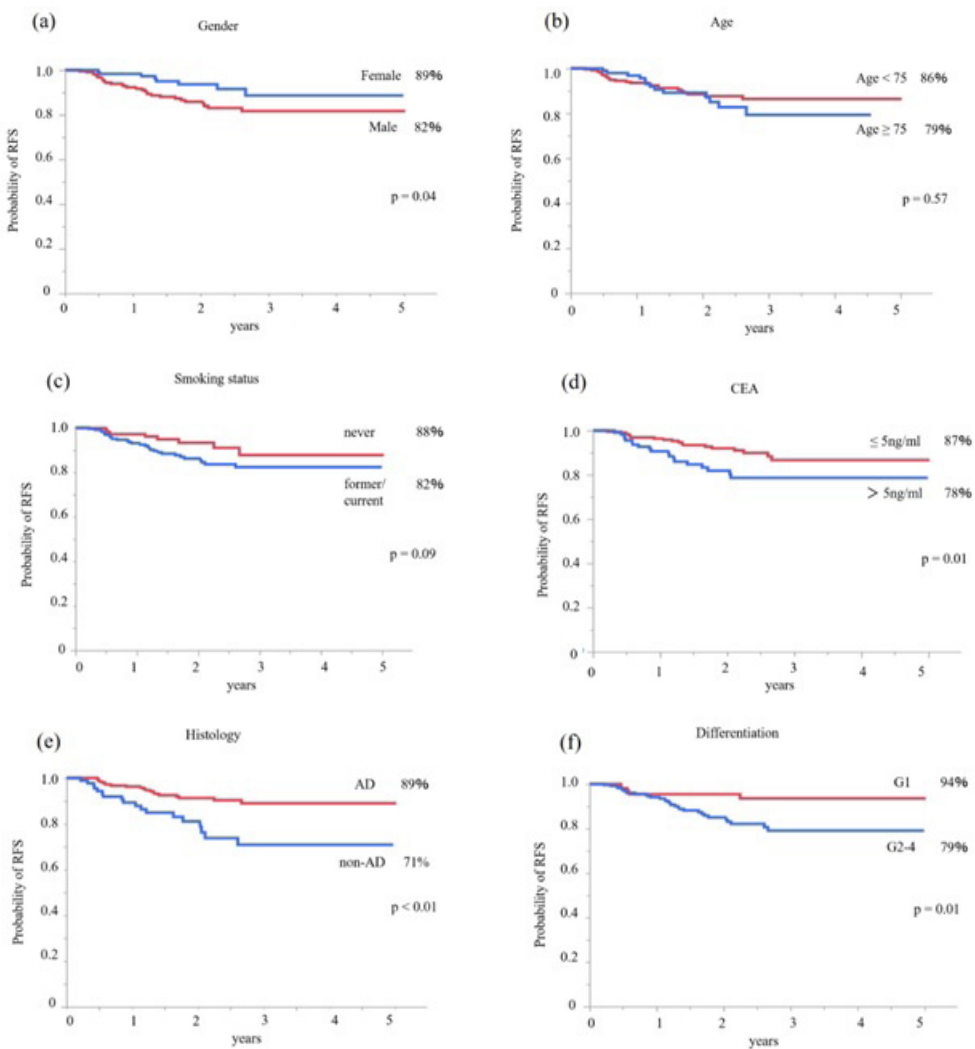 (a)
Gender
Probability of RFS
1.0
0.8
0.6
0.4
0.2
0
Female 89%
Male 82%
p = 0.04
0 1 2 3 4 5
years
(b)
Age
Probability of RFS
1.0
0.8
0.6
0.4
0.2
0
Age < 75 86%
Age ≥ 75 79%
p = 0.57
0 1 2 3 4 5
years
(c)
Smoking status
Probability of RFS
1.0
0.8
0.6
0.4
0.2
0
never 88%
former/
current 82%
p = 0.09
0 1 2 3 4 5
years
(d)
CEA
Probability of RFS
1.0
0.8
0.6
0.4
0.2
0
≤ 5ng/ml 87%
> 5ng/ml 78%
p = 0.01
0 1 2 3 4 5
years
(e)
Histology
Probability of RFS
1.0
0.8
0.6
0.4
0.2
0
AD 89%
non-AD 71%
p < 0.01
0 1 2 3 4 5
years
(f)
Differentiation
Probability of RFS
1.0
0.8
0.6
0.4
0.2
0
G1 94%
G2-4 79%
p = 0.01
0 1 2 3 4 5
years